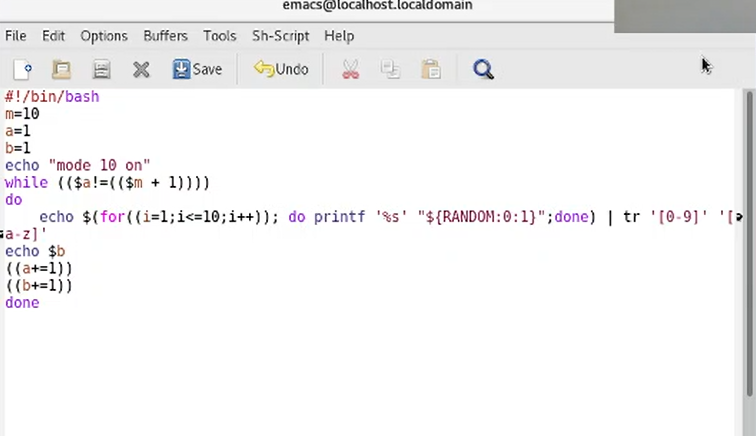 emacs@localhost.localdomain
File Edit Options Buffers Tools Sh-Script Help
Save Undo
#!/bin/bash
m=10
a=1
b=1
echo "mode 10 on"
while (($a!=(($m + 1))))
do
    echo $(for((i=1;i<=10;i++)); do printf '%s' "${RANDOM:0:1}";done) | tr '[0-9]' '[
a-z]'
echo $b
((a+=1))
((b+=1))
done